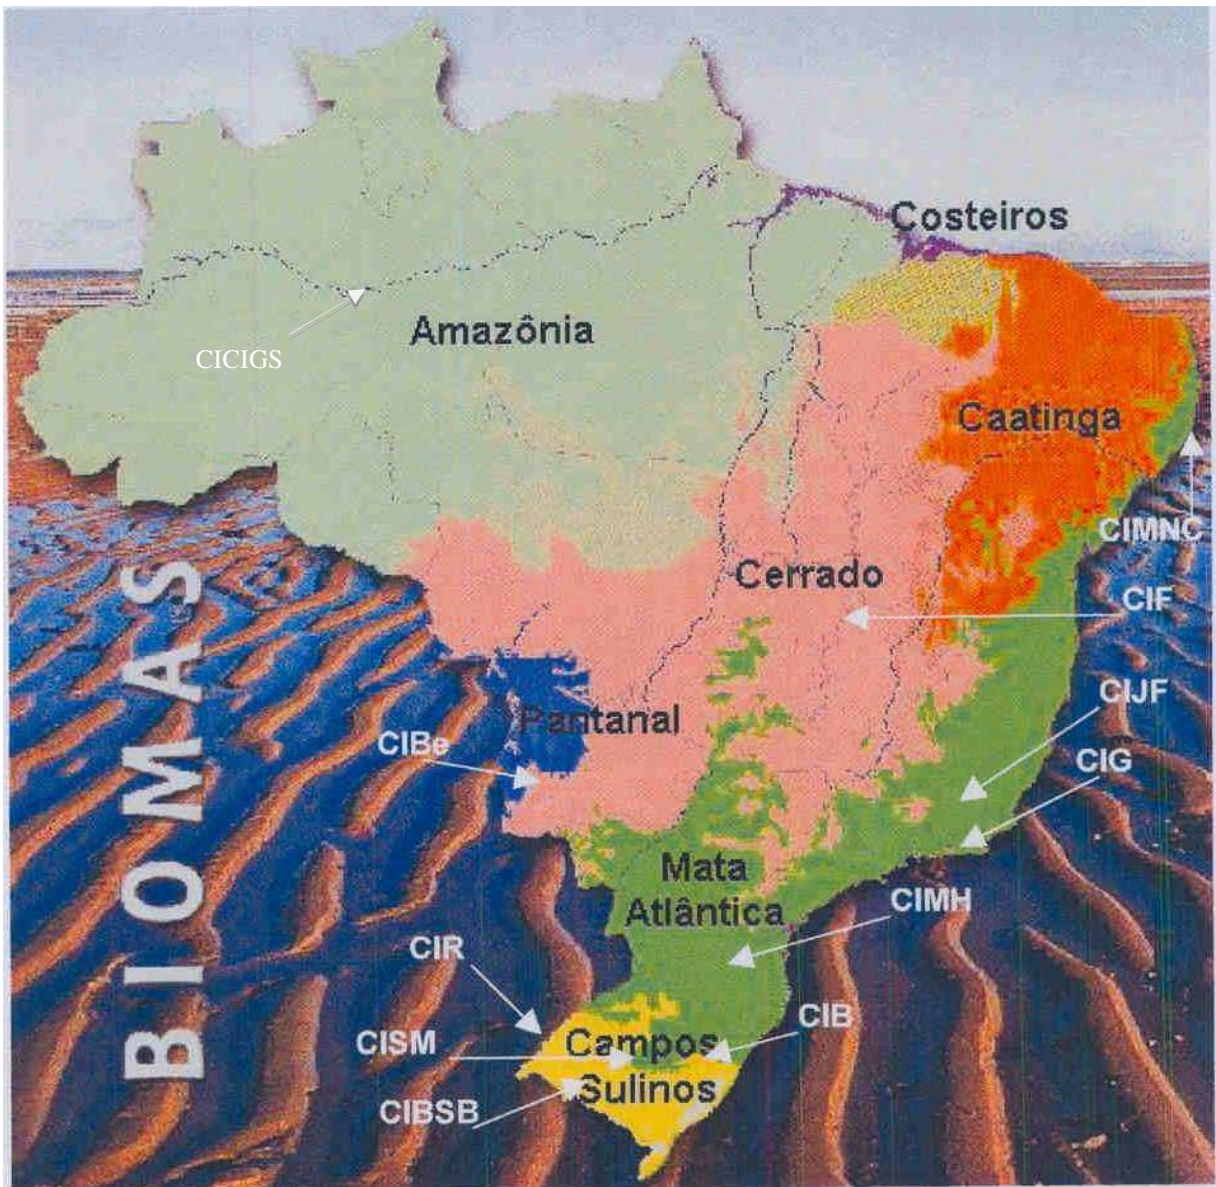 Costeiros
Amazônia
CICIGS
Caatinga
CIMNC
Cerrado
CIF
BIOMAS
CIJF
Pantanal
CIBe
CIG
Mata
Atlântica
CIMH
CIR
CIB
CISM
Campos
Sulinos
CIBSB